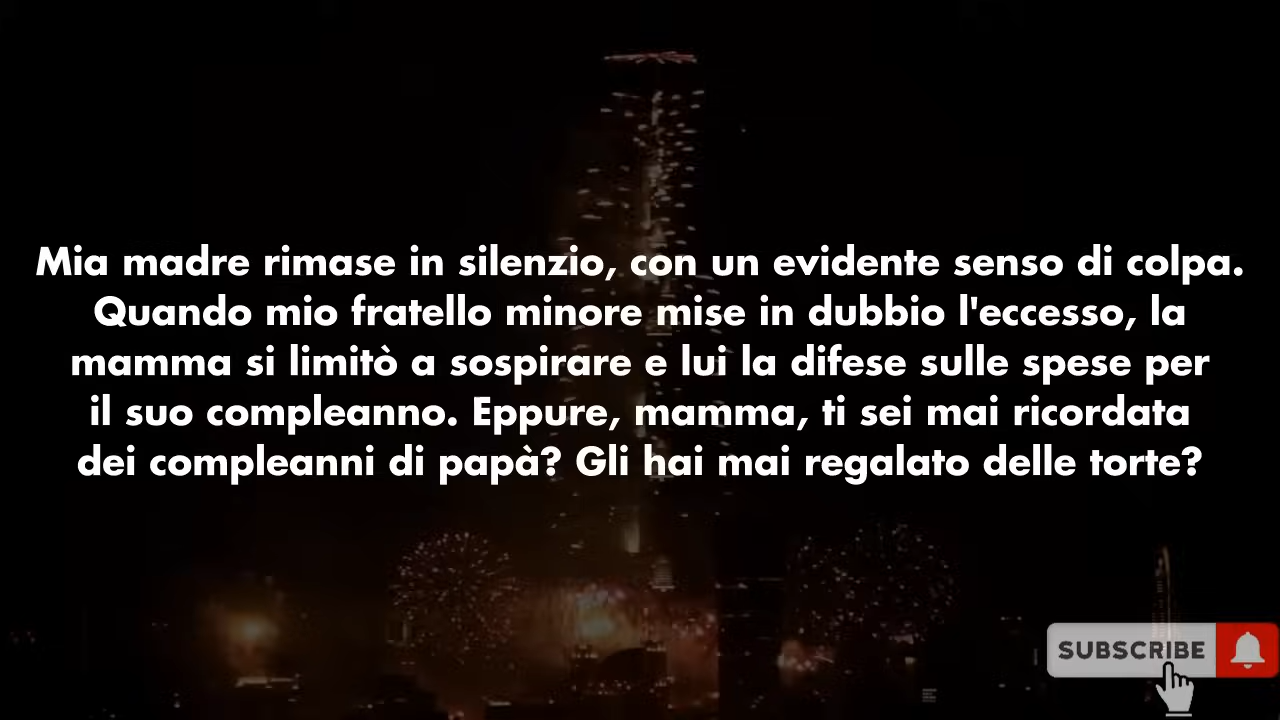 Mia madre rimase in silenzio, con un evidente senso di colpa.
Quando mio fratello minore mise in dubbio l'eccesso, la
mamma si limitò a sospirare e lui la difese sulle spese per
il suo compleanno. Eppure, mamma, ti sei mai ricordata
dei compleanni di papà? Gli hai mai regalato delle torte?
SUBSCRIBE